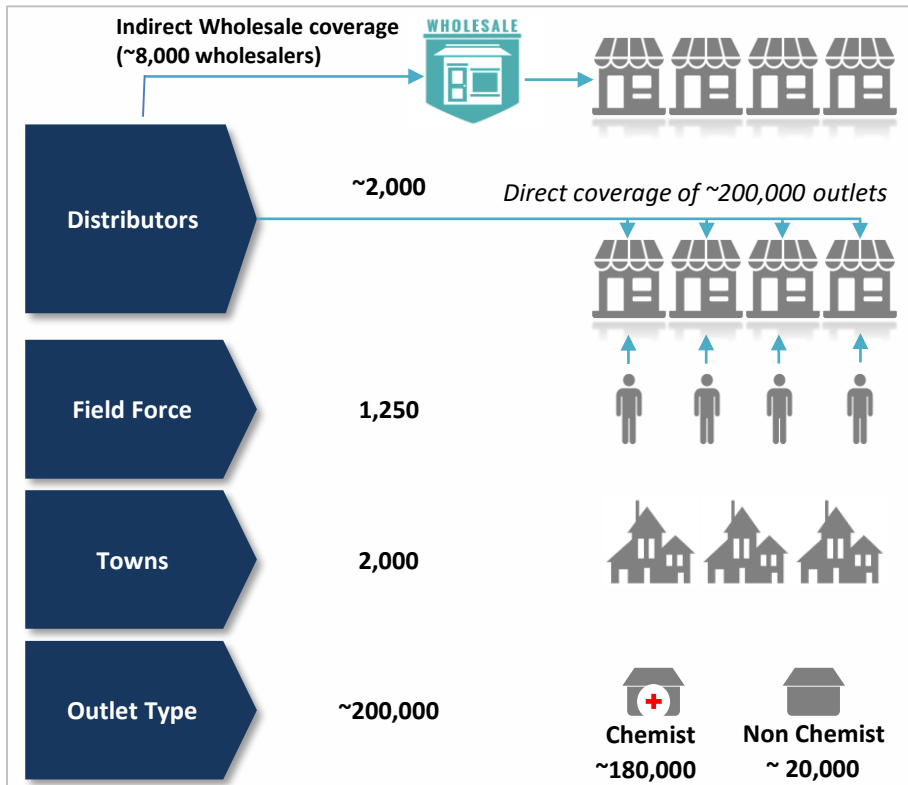 Indirect Wholesale coverage
(~8,000 wholesalers)
WHOLESALE
Distributors
~2,000
Direct coverage of ~200,000 outlets
Field Force
1,250
Towns
2,000
Outlet Type
~200,000
Chemist
~180,000
Non Chemist
~ 20,000